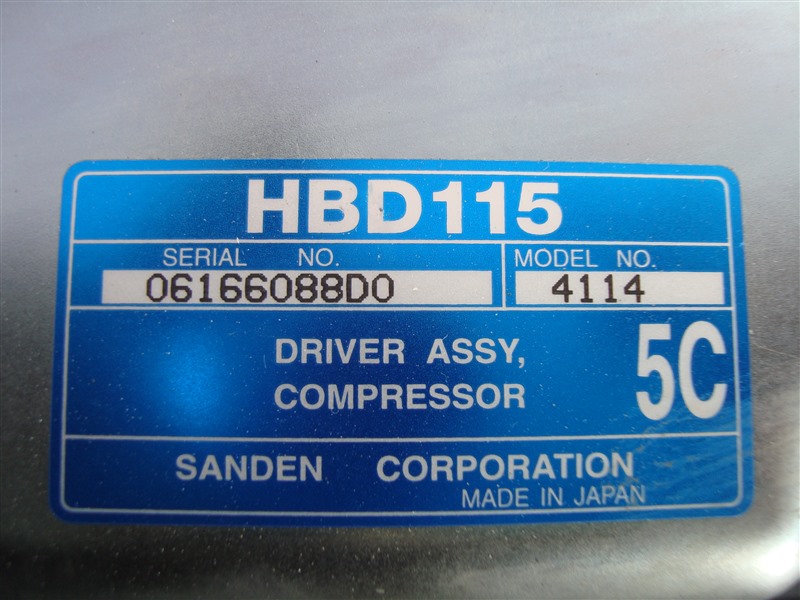 HBD115
SERIAL NO. MODEL NO.
06166088D0 4114
DRIVER ASSY,
COMPRESSOR
5C
SANDEN CORPORATION
MADE IN JAPAN